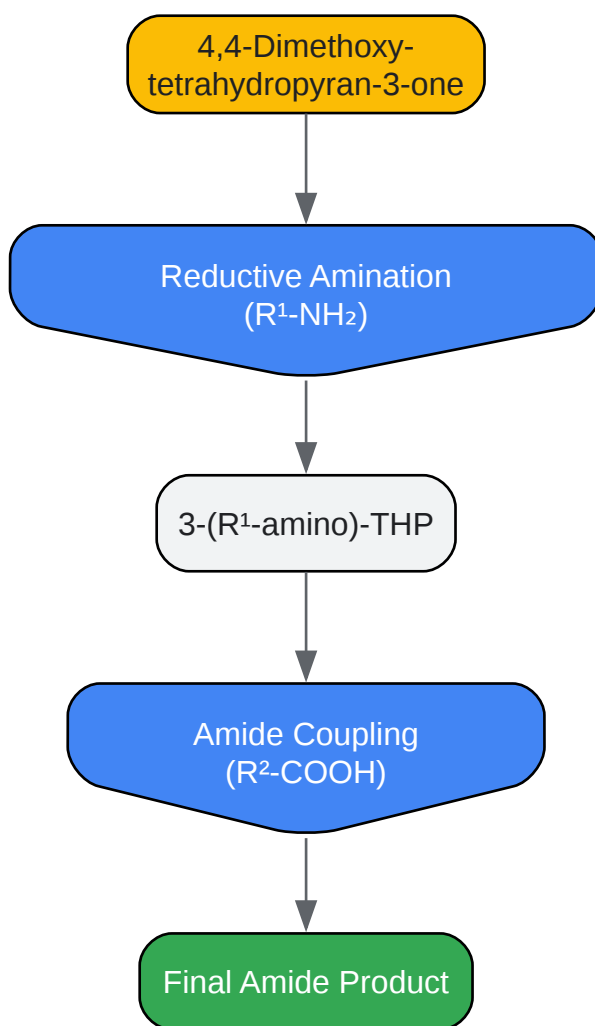 4,4-Dimethoxy-
tetrahydropyran-3-one
Reductive Amination
(R¹-NH₂)
3-(R¹-amino)-THP
Amide Coupling
(R²-COOH)
Final Amide Product